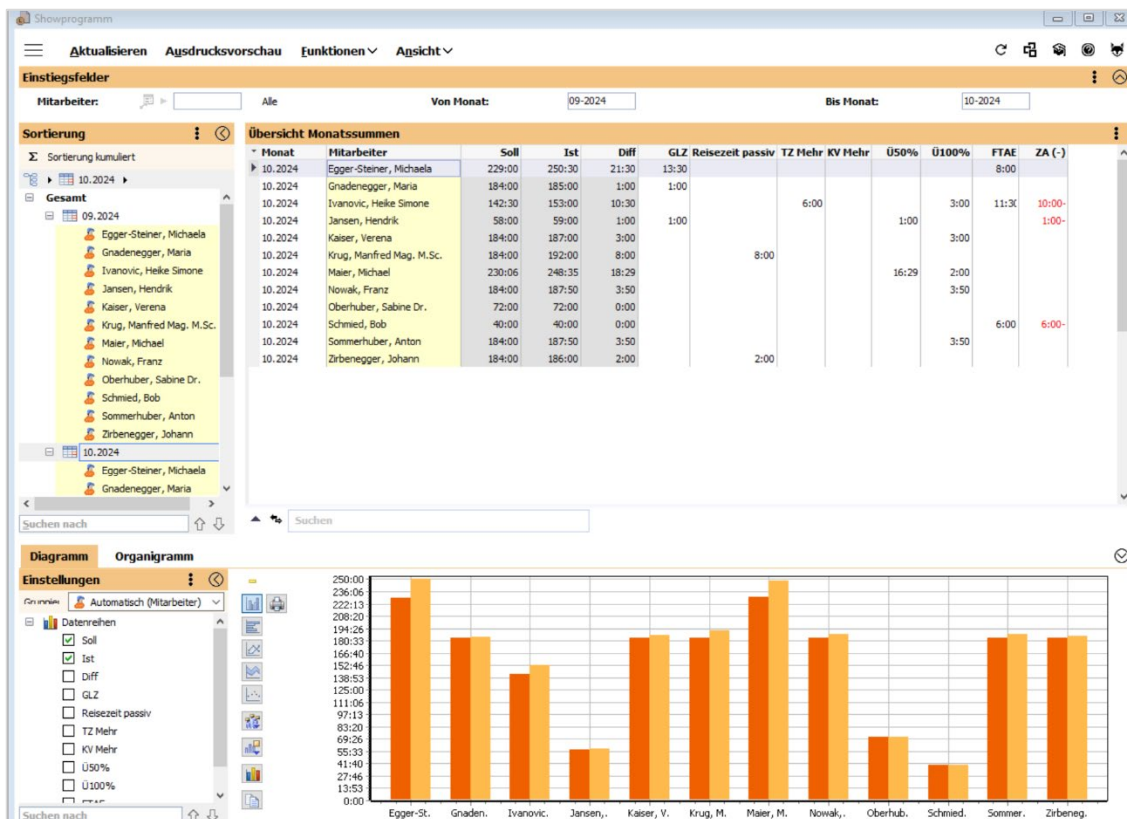 Showprogramm
Aktualisieren Ausdrucksvorschau Funktionen Ansicht
Einstiegsfelder
Mitarbeiter: Alle Von Monat: 09-2024 Bis Monat: 10-2024
Sortierung
Σ Sortierung kumuliert
10.2024
Gesamt
09.2024
Egger-Steiner, Michaela
Gnadenegger, Maria
Ivanovic, Heike Simone
Jansen, Hendrik
Kaiser, Verena
Krug, Manfred Mag. M.Sc.
Maier, Michael
Nowak, Franz
Oberhuber, Sabine Dr.
Schmied, Bob
Sommerhuber, Anton
Zirbenegger, Johann
10.2024
Egger-Steiner, Michaela
Gnadenegger, Maria
Suchen nach
Übersicht Monatssummen
Monat Mitarbeiter Soll Ist Diff GLZ Reisezeit passiv TZ Mehr KV Mehr Ü50% Ü100% FTAE ZA (-)
10.2024 Egger-Steiner, Michaela 229:00 250:30 21:30 13:30 8:00
10.2024 Gnadenegger, Maria 184:00 185:00 1:00 1:00
10.2024 Ivanovic, Heike Simone 142:30 153:00 10:30 6:00 3:00 11:30 10:00-
10.2024 Jansen, Hendrik 58:00 59:00 1:00 1:00 1:00 1:00-
10.2024 Kaiser, Verena 184:00 187:00 3:00 3:00
10.2024 Krug, Manfred Mag. M.Sc. 184:00 192:00 8:00 8:00
10.2024 Maier, Michael 230:06 248:35 18:29 16:29 2:00
10.2024 Nowak, Franz 184:00 187:50 3:50 3:50
10.2024 Oberhuber, Sabine Dr. 72:00 72:00 0:00
10.2024 Schmied, Bob 40:00 40:00 0:00 6:00 6:00-
10.2024 Sommerhuber, Anton 184:00 187:50 3:50 3:50
10.2024 Zirbenegger, Johann 184:00 186:00 2:00 2:00
Suchen
Diagramm Organigramm
Einstellungen
Automatisch (Mitarbeiter)
Datenreihen
Soll
Ist
Diff
GLZ
Reisezeit passiv
TZ Mehr
KV Mehr
Ü50%
Ü100%
FTAE
Suchen nach
250:00
236:06
222:13
208:20
194:26
180:33
166:40
152:46
138:53
125:00
111:06
97:13
83:20
69:26
55:33
41:40
27:46
13:53
0:00
Egger-St. Gnaden. Ivanovic. Jansen,. Kaiser, V. Krug, M. Maier, M. Nowak,. Oberhub. Schmied. Sommer. Zirbeneg.